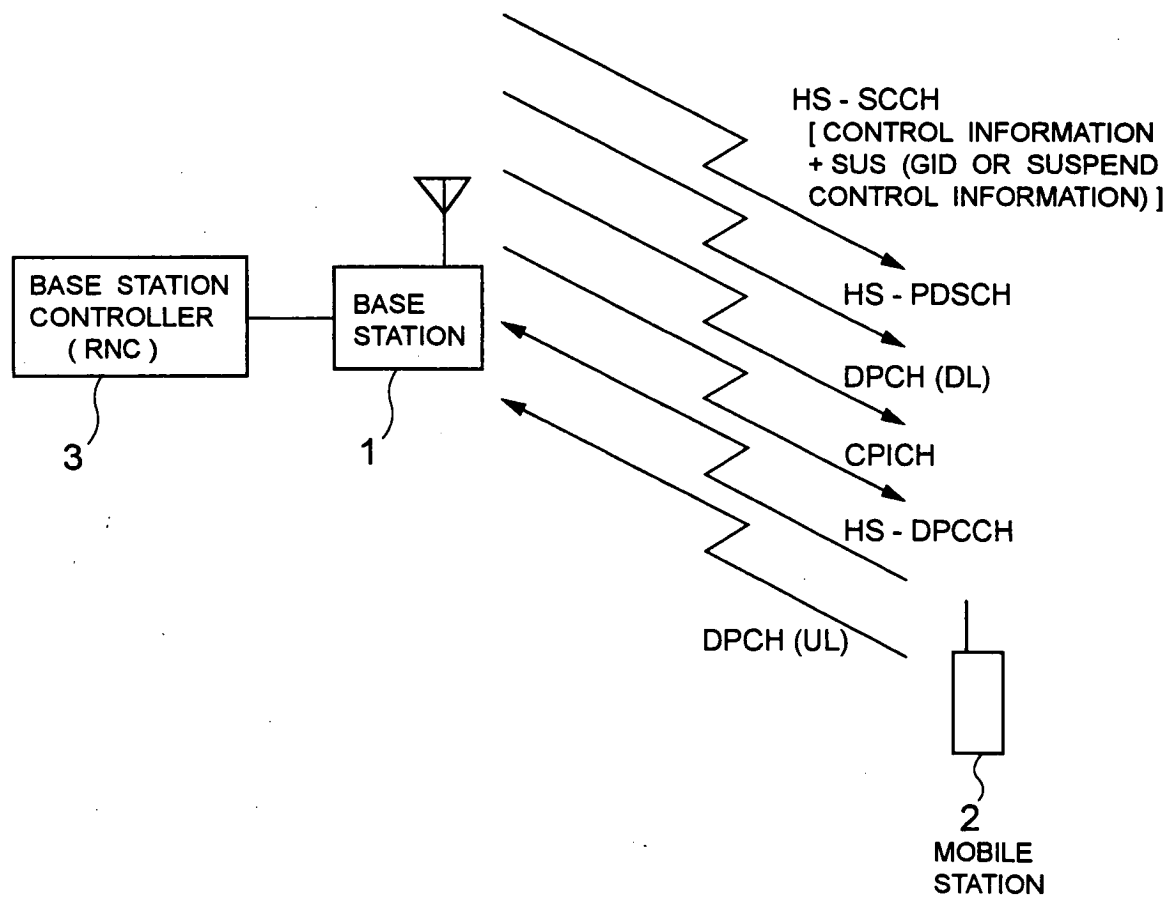 HS - SCCH
[ CONTROL INFORMATION
+ SUS (GID OR SUSPEND
CONTROL INFORMATION) ]
BASE STATION
CONTROLLER
( RNC )
3
BASE
STATION
1
HS - PDSCH
DPCH (DL)
CPICH
HS - DPCCH
DPCH (UL)
2
MOBILE
STATION